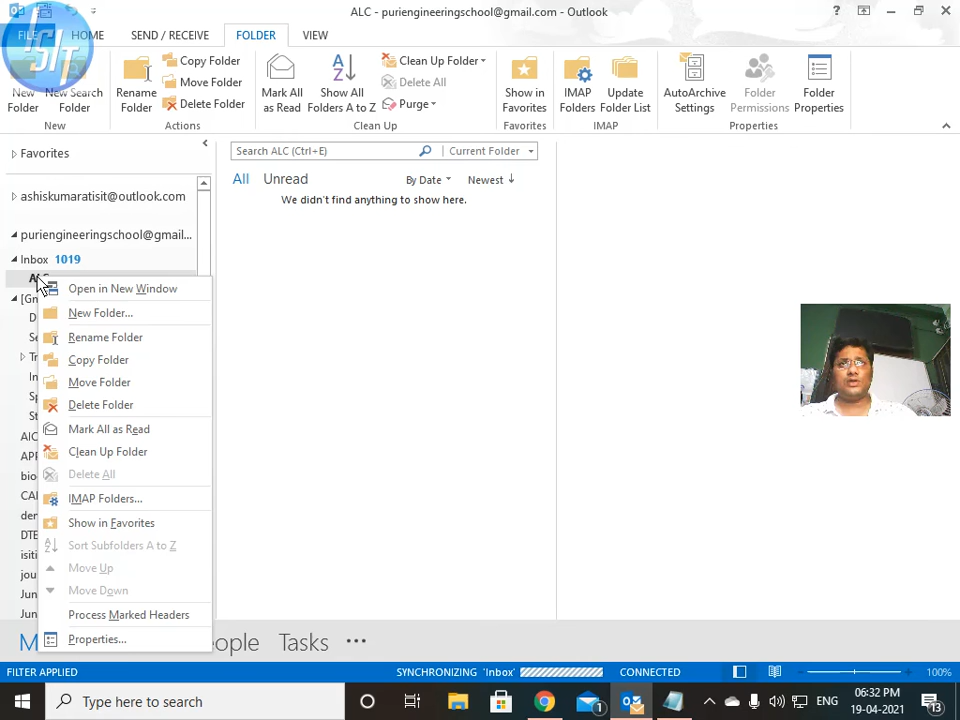 ALC - puriengineeringschool@gmail.com - Outlook
FILE HOME SEND / RECEIVE FOLDER VIEW
ISIT
New Folder
New Search Folder
New
Rename Folder
Copy Folder
Move Folder
Delete Folder
Actions
Mark All as Read
Show All Folders A to Z
Clean Up Folder
Delete All
Purge
Clean Up
Show in Favorites
Favorites
IMAP Folders
Update Folder List
IMAP
AutoArchive Settings
Folder Permissions
Folder Properties
Properties
Favorites
ashiskumaratisit@outlook.com
puriengineeringschool@gmail...
Inbox 1019
Search ALC (Ctrl+E)
Current Folder
All Unread By Date Newest
We didn't find anything to show here.
Open in New Window
New Folder...
Rename Folder
Copy Folder
Move Folder
Delete Folder
Mark All as Read
Clean Up Folder
Delete All
IMAP Folders...
Show in Favorites
Sort Subfolders A to Z
Move Up
Move Down
Process Marked Headers
Properties...
People Tasks
FILTER APPLIED
SYNCHRONIZING 'Inbox'
CONNECTED
100%
Type here to search
1
ENG
06:32 PM
19-04-2021
13